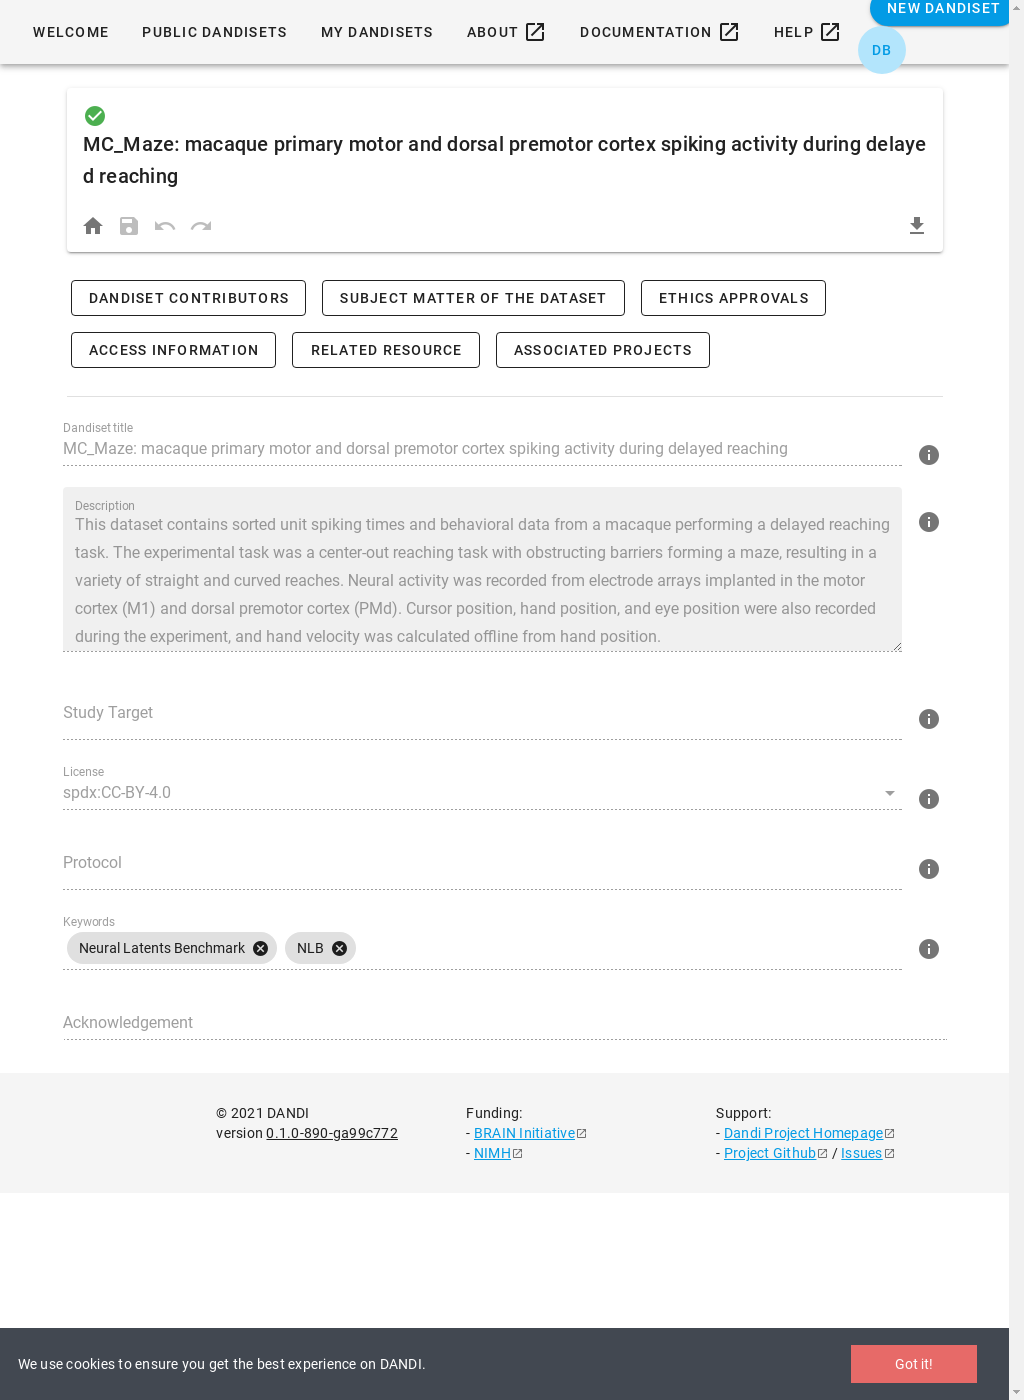 WELCOME PUBLIC DANDISETS MY DANDISETS ABOUT DOCUMENTATION HELP NEW DANDISET
DB
MC_Maze: macaque primary motor and dorsal premotor cortex spiking activity during delaye
d reaching
DANDISET CONTRIBUTORS SUBJECT MATTER OF THE DATASET ETHICS APPROVALS
ACCESS INFORMATION RELATED RESOURCE ASSOCIATED PROJECTS
Dandiset title
MC_Maze: macaque primary motor and dorsal premotor cortex spiking activity during delayed reaching
Description
This dataset contains sorted unit spiking times and behavioral data from a macaque performing a delayed reaching
task. The experimental task was a center-out reaching task with obstructing barriers forming a maze, resulting in a
variety of straight and curved reaches. Neural activity was recorded from electrode arrays implanted in the motor
cortex (M1) and dorsal premotor cortex (PMd). Cursor position, hand position, and eye position were also recorded
during the experiment, and hand velocity was calculated offline from hand position.
Study Target
License
spdx:CC-BY-4.0
Protocol
Keywords
Neural Latents Benchmark NLB
Acknowledgement
© 2021 DANDI
version 0.1.0-890-ga99c772
Funding:
- BRAIN Initiative
- NIMH
Support:
- Dandi Project Homepage
- Project Github / Issues
We use cookies to ensure you get the best experience on DANDI.
Got it!